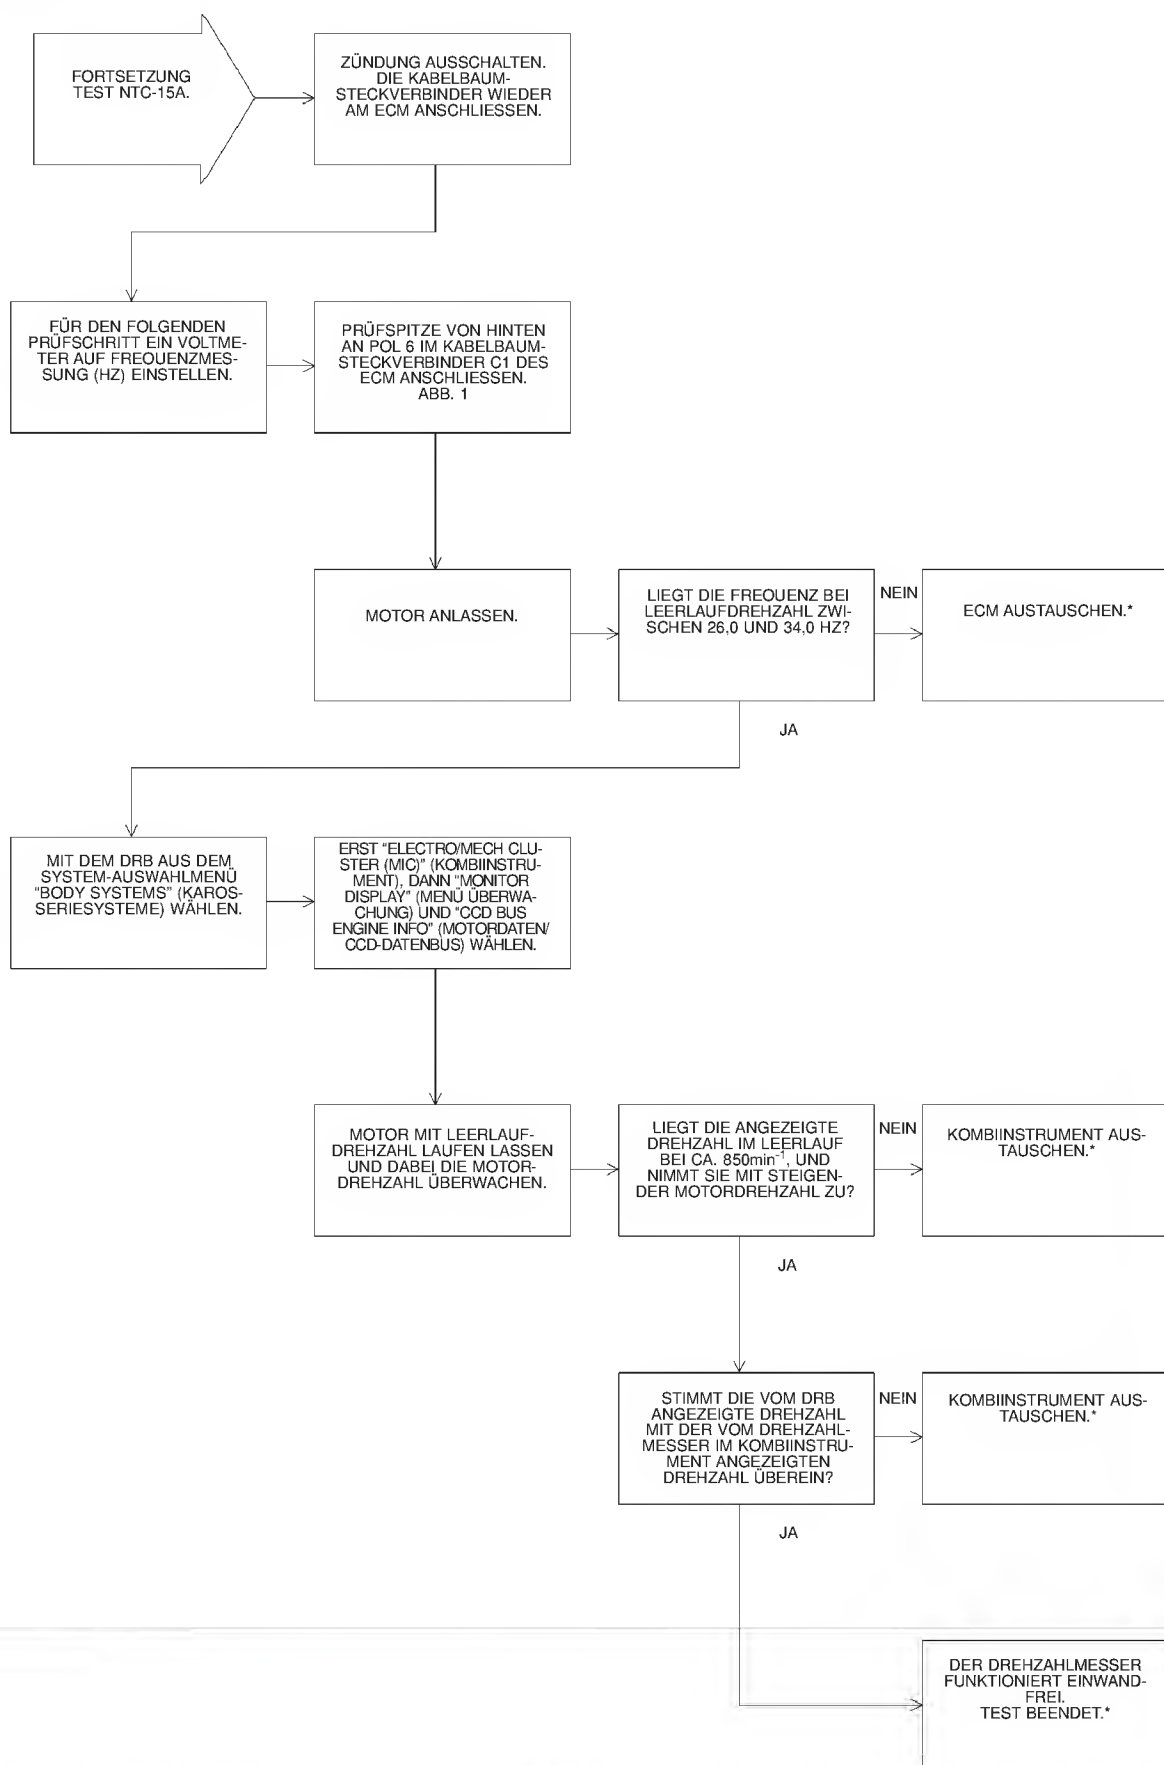 FORTSETZUNG
TEST NTC-15A.
ZÜNDUNG AUSSCHALTEN.
DIE KABELBAUM-
STECKVERBINDER WIEDER
AM ECM ANSCHLIESSEN.
FÜR DEN FOLGENDEN
PRÜFSCHRITT EIN VOLTME-
TER AUF FREQUENZMES-
SUNG (HZ) EINSTELLEN.
PRÜFSPITZE VON HINTEN
AN POL 6 IM KABELBAUM-
STECKVERBINDER C1 DES
ECM ANSCHLIESSEN.
ABB. 1
MOTOR ANLASSEN.
LIEGT DIE FREQUENZ BEI
LEERLAUFDREHZAHL ZWI-
SCHEN 26,0 UND 34,0 HZ?
NEIN
ECM AUSTAUSCHEN.*
JA
MIT DEM DRB AUS DEM
SYSTEM-AUSWAHLMENÜ
"BODY SYSTEMS" (KAROS-
SERIESYSTEME) WÄHLEN.
ERST "ELECTRO/MECH CLU-
STER (MIC)" (KOMBIINSTRU-
MENT), DANN "MONITOR
DISPLAY" (MENÜ ÜBERWA-
CHUNG) UND "CCD BUS
ENGINE INFO" (MOTORDATEN/
CCD-DATENBUS) WÄHLEN.
MOTOR MIT LEERLAUF-
DREHZAHL LAUFEN LASSEN
UND DABEI DIE MOTOR-
DREHZAHL ÜBERWACHEN.
LIEGT DIE ANGEZEIGTE
DREHZAHL IM LEERLAUF
BEI CA. 850min⁻¹, UND
NIMMT SIE MIT STEIGEN-
DER MOTORDREHZAHL ZU?
NEIN
KOMBIINSTRUMENT AUS-
TAUSCHEN.*
JA
STIMMT DIE VOM DRB
ANGEZEIGTE DREHZAHL
MIT DER VOM DREHZAHL-
MESSER IM KOMBIINSTRU-
MENT ANGEZEIGTEN
DREHZAHL ÜBEREIN?
NEIN
KOMBIINSTRUMENT AUS-
TAUSCHEN.*
JA
DER DREHZAHLMESSER
FUNKTIONIERT EINWAND-
FREI.
TEST BEENDET.*